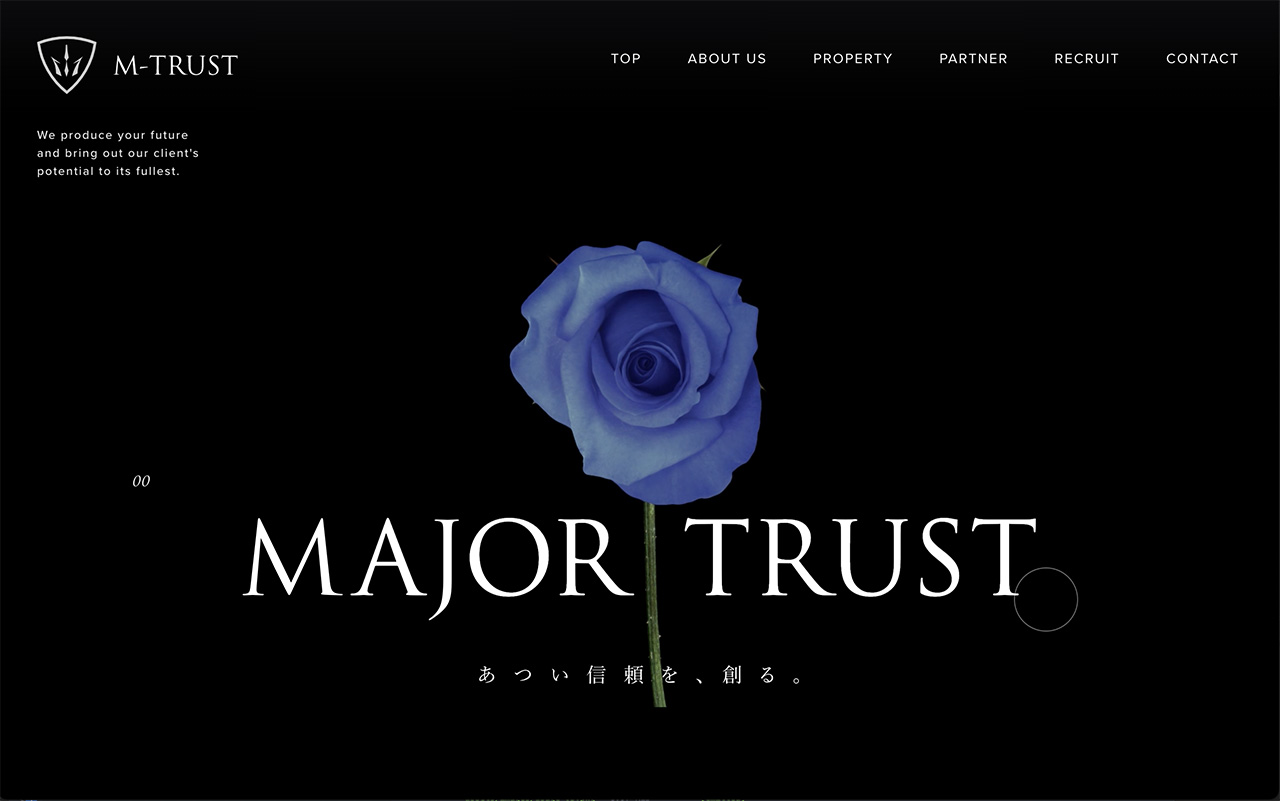 M-TRUST
TOP
ABOUT US
PROPERTY
PARTNER
RECRUIT
CONTACT
We produce your future
and bring out our client's
potential to its fullest.
00
MAJOR TRUST
あつい信頼を、創る。